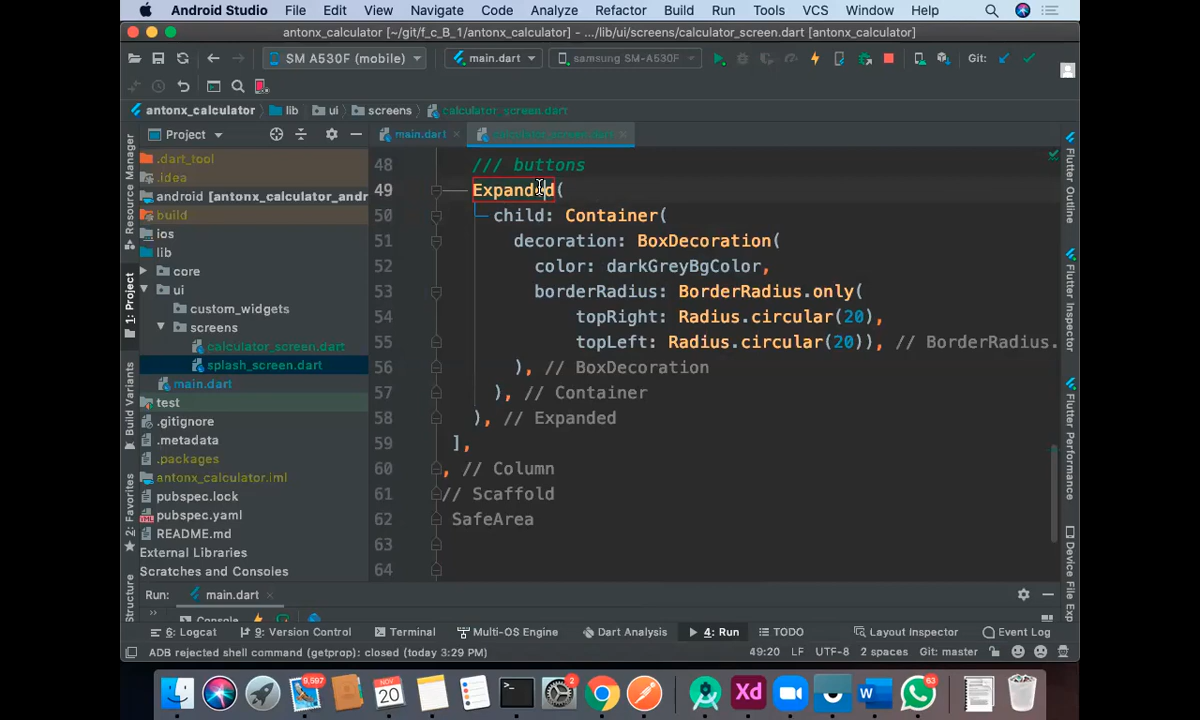 Android Studio File Edit View Navigate Code Analyze Refactor Build Run Tools VCS Window Help
antonx_calculator [~/git/f_c_B_1/antonx_calculator] – .../lib/ui/screens/calculator_screen.dart [antonx_calculator]
SM A530F (mobile) main.dart samsung SM-A530F Git:
antonx_calculator lib ui screens calculator_screen.dart
Project main.dart calculator_screen.dart
.dart_tool
.idea
android [antonx_calculator_andr
build
ios
lib
core
ui
custom_widgets
screens
calculator_screen.dart
splash_screen.dart
main.dart
test
.gitignore
.metadata
.packages
antonx_calculator.iml
pubspec.lock
pubspec.yaml
README.md
External Libraries
Scratches and Consoles
48 /// buttons
49 Expanded(
50 child: Container(
51 decoration: BoxDecoration(
52 color: darkGreyBgColor,
53 borderRadius: BorderRadius.only(
54 topRight: Radius.circular(20),
55 topLeft: Radius.circular(20)), // BorderRadius.
56 ), // BoxDecoration
57 ), // Container
58 ), // Expanded
59 ],
60 , // Column
61 // Scaffold
62 SafeArea
63
64
Resource Manager
1: Project
Build Variants
2: Favorites
Structure
Flutter Outline
Flutter Inspector
Flutter Performance
Device File Exp
Run: main.dart
» Console
6: Logcat 9: Version Control Terminal Multi-OS Engine Dart Analysis 4: Run TODO Layout Inspector Event Log
ADB rejected shell command (getprop): closed (today 3:29 PM) 49:20 LF UTF-8 2 spaces Git: master
9,597
NOV
20
2
Xd
W
63